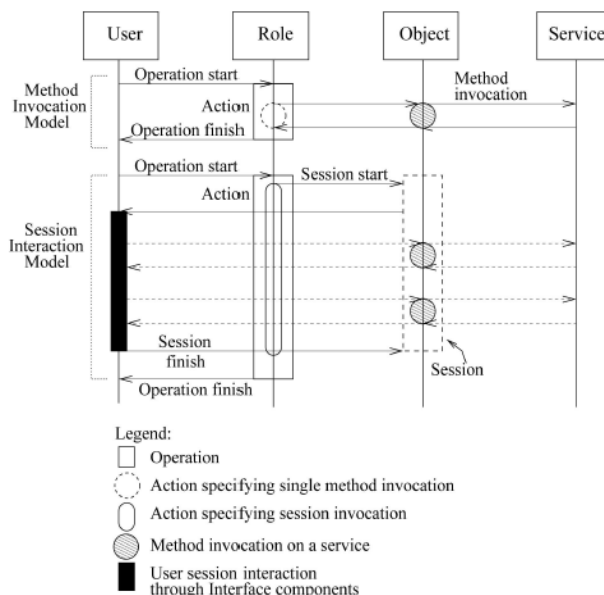 User
Role
Object
Service
Method
Invocation
Model
Operation start
Action
Method
invocation
Operation finish
Session
Interaction
Model
Operation start
Session start
Action
Session
finish
Session
Operation finish
Legend:
Operation
Action specifying single method invocation
Action specifying session invocation
Method invocation on a service
User session interaction
through Interface components